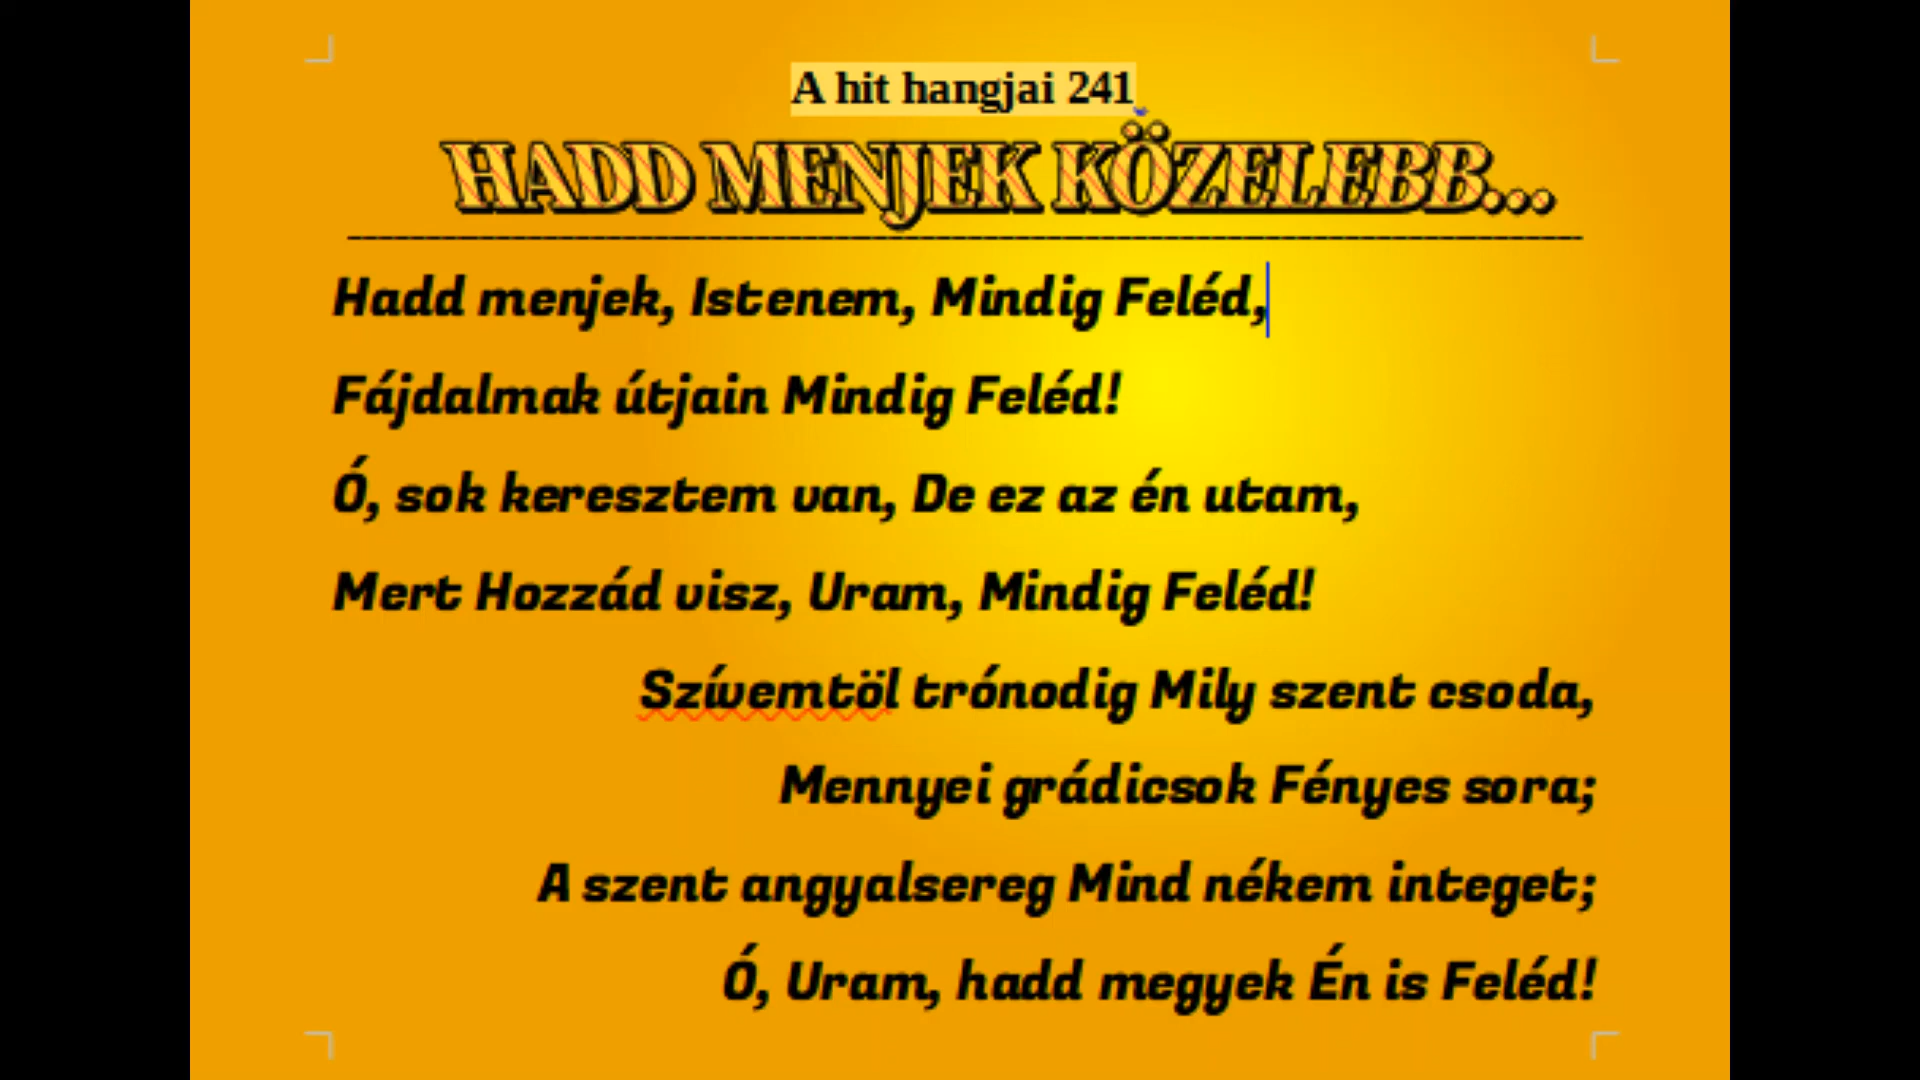 A hit hangjai 241
HADD MENJEK KÖZELEBB...
Hadd menjek, Istenem, Mindig Feléd,
Fájdalmak útjain Mindig Feléd!
Ó, sok keresztem van, De ez az én utam,
Mert Hozzád visz, Uram, Mindig Feléd!
Szívemtöl trónodig Mily szent csoda,
Mennyei grádicsok Fényes sora;
A szent angyalsereg Mind nékem integet;
Ó, Uram, hadd megyek Én is Feléd!